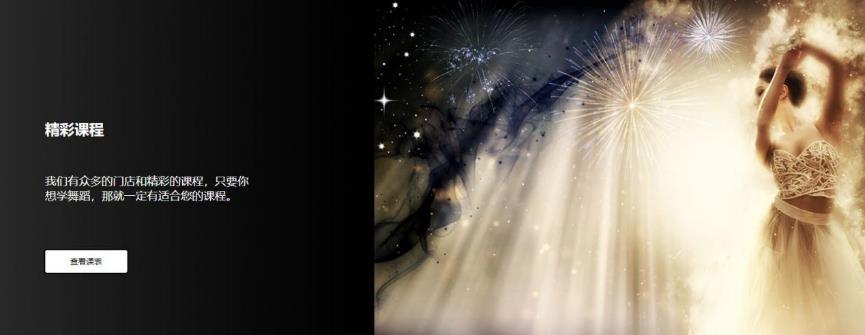 精彩课程
我们有众多的门店和精彩的课程，只要你
想学舞蹈，那就一定有适合您的课程。
查看课表